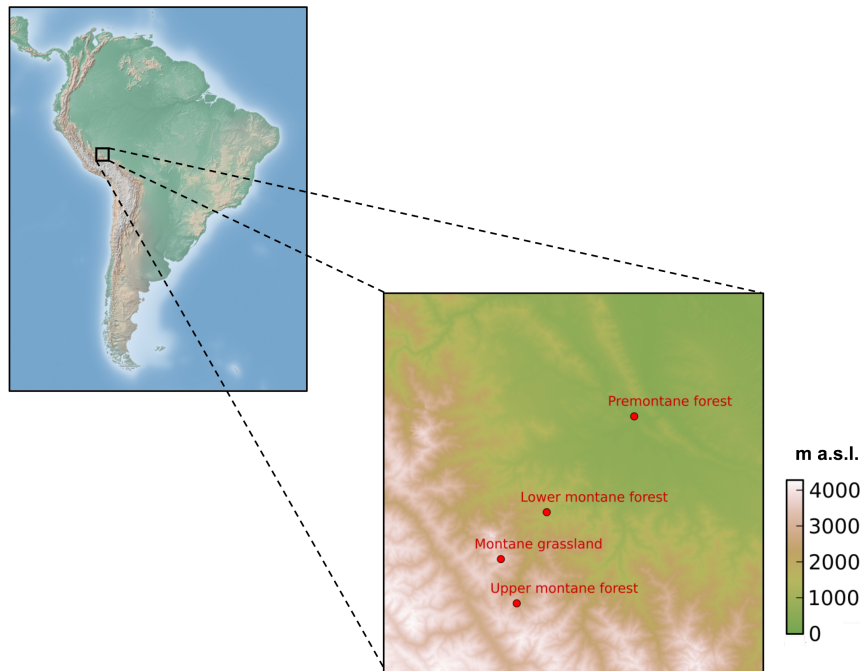 Premontane forest
m a.s.l.
4000
Lower montane forest
3000
Montane grassland
2000
Upper montane forest
1000
0